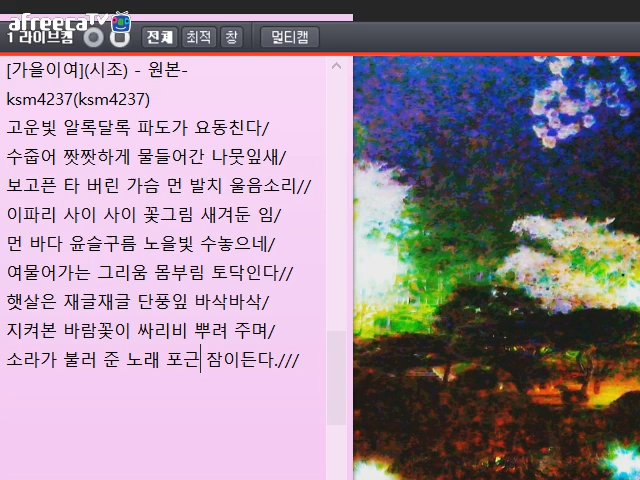 afreecaTV
1 라이브캠
전체 최적 창 멀티캠
[가을이여](시조) - 원본-
ksm4237(ksm4237)
고운빛 알록달록 파도가 요동친다/
수줍어 짯짯하게 물들어간 나뭇잎새/
보고픈 타 버린 가슴 먼 발치 울음소리//
이파리 사이 사이 꽃그림 새겨둔 임/
먼 바다 윤슬구름 노을빛 수놓으네/
여물어가는 그리움 몸부림 토닥인다//
햇살은 재글재글 단풍잎 바삭바삭/
지켜본 바람꽃이 싸리비 뿌려 주며/
소라가 불러 준 노래 포근 잠이든다.///